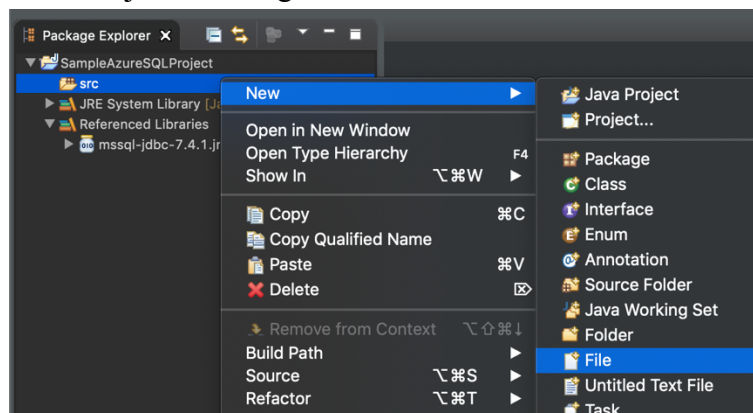 Package Explorer
SampleAzureSQLProject
src
JRE System Library
Referenced Libraries
mssql-jdbc-7.4.1.jr
New
Open in New Window
Open Type Hierarchy F4
Show In ⌥⌘W
Copy ⌘C
Copy Qualified Name
Paste ⌘V
Delete ⌦
Remove from Context ⌥⇧⌘↓
Build Path
Source ⌥⌘S
Refactor ⌥⌘T
Java Project
Project...
Package
Class
Interface
Enum
Annotation
Source Folder
Java Working Set
Folder
File
Untitled Text File
Task